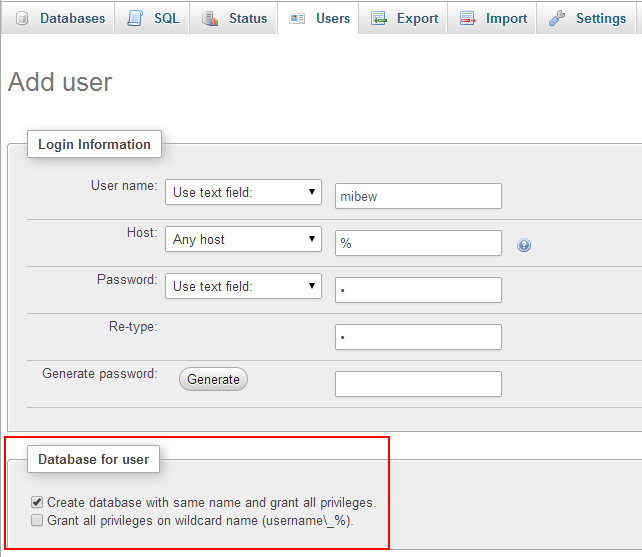 Databases SQL Status Users Export Import Settings
Add user
Login Information
User name: Use text field: mibew
Host: Any host %
Password: Use text field: •
Re-type: •
Generate password: Generate
Database for user
Create database with same name and grant all privileges.
Grant all privileges on wildcard name (username\_%).